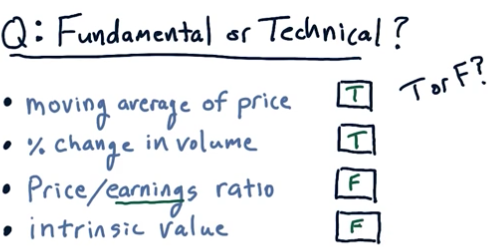 Q: Fundamental or Technical?
• moving average of price T T or F?
• % change in volume T
• Price/earnings ratio F
• intrinsic value F